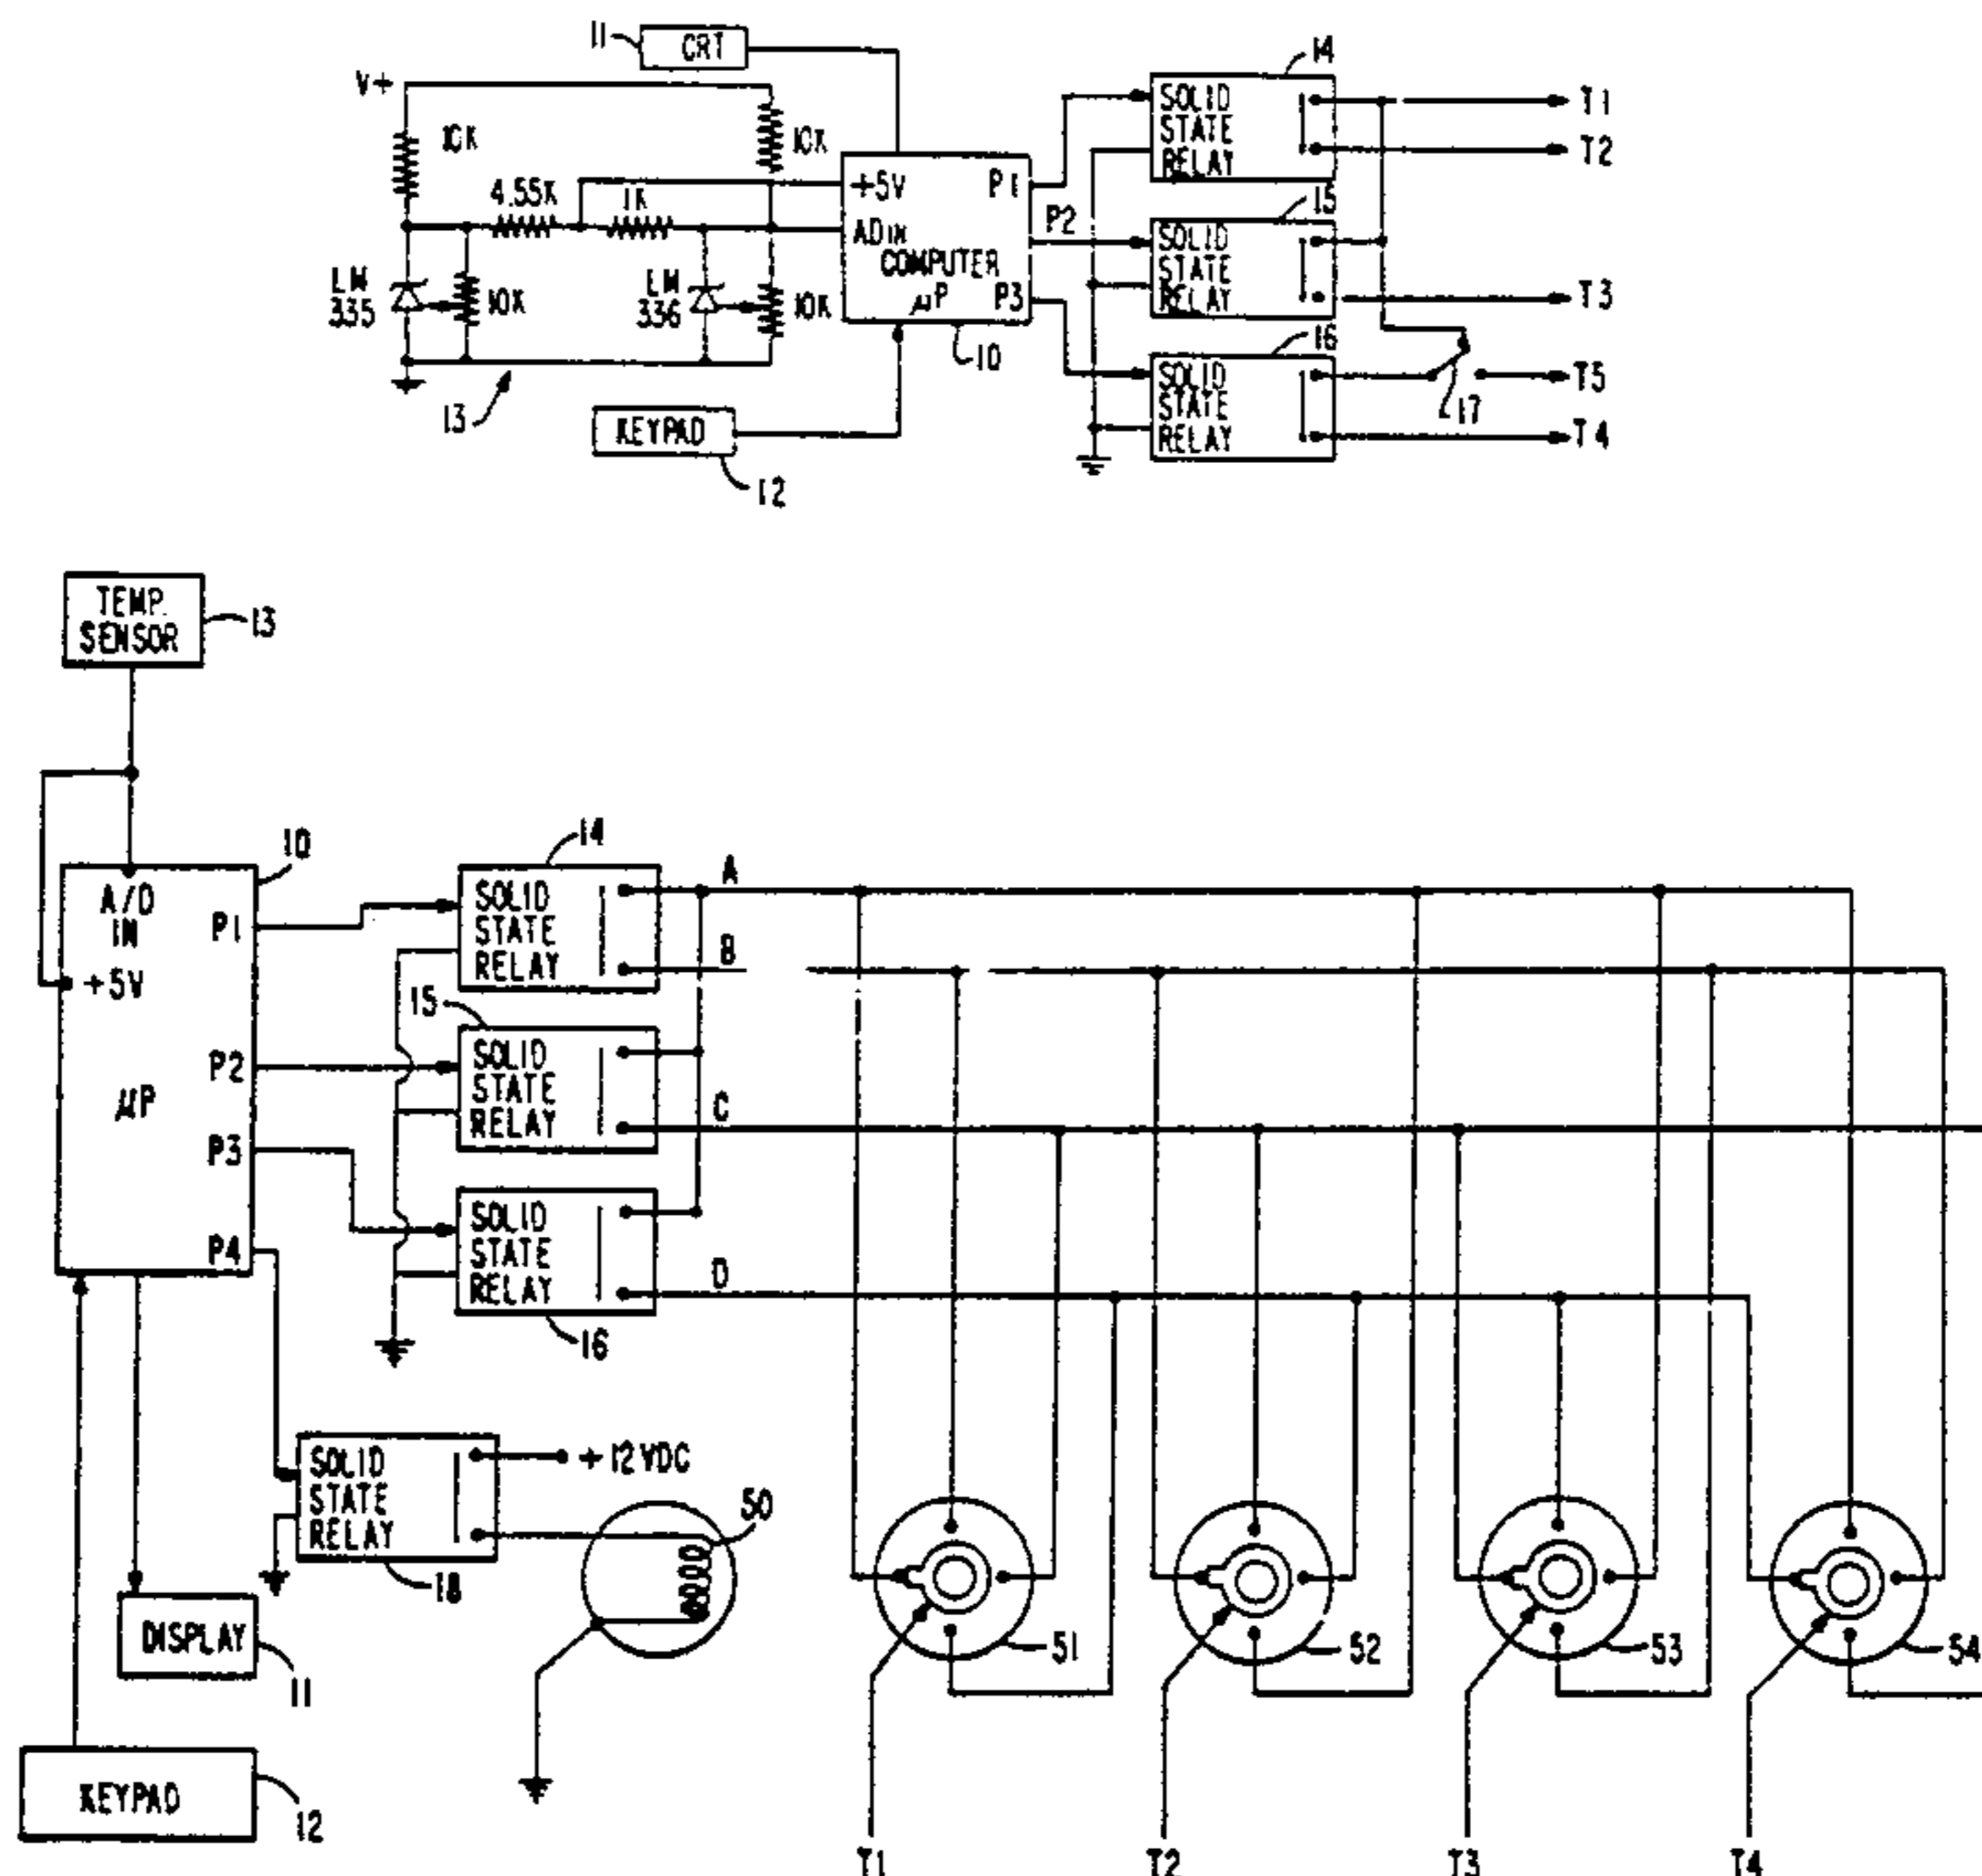 11 CRT
14
V+
SOLID
STATE
RELAY
T1
T2
10K
10K
4.55K
1K
+5V
P1
15
P2
SOLID
STATE
RELAY
AD IN
COMPUTER
µP
P3
T3
LM
335
10K
LM
336
10K
10
16
SOLID
STATE
RELAY
T5
17
T4
13
KEYPAD
12
TEMP.
SENSOR
13
10
14
A/D
IN
P1
SOLID
STATE
RELAY
A
B
+5V
15
P2
SOLID
STATE
RELAY
C
µP
P3
SOLID
STATE
RELAY
P4
D
16
SOLID
STATE
RELAY
+12VDC
50
18
DISPLAY
11
51
52
53
54
KEYPAD
12
T1
T2
T3
T4